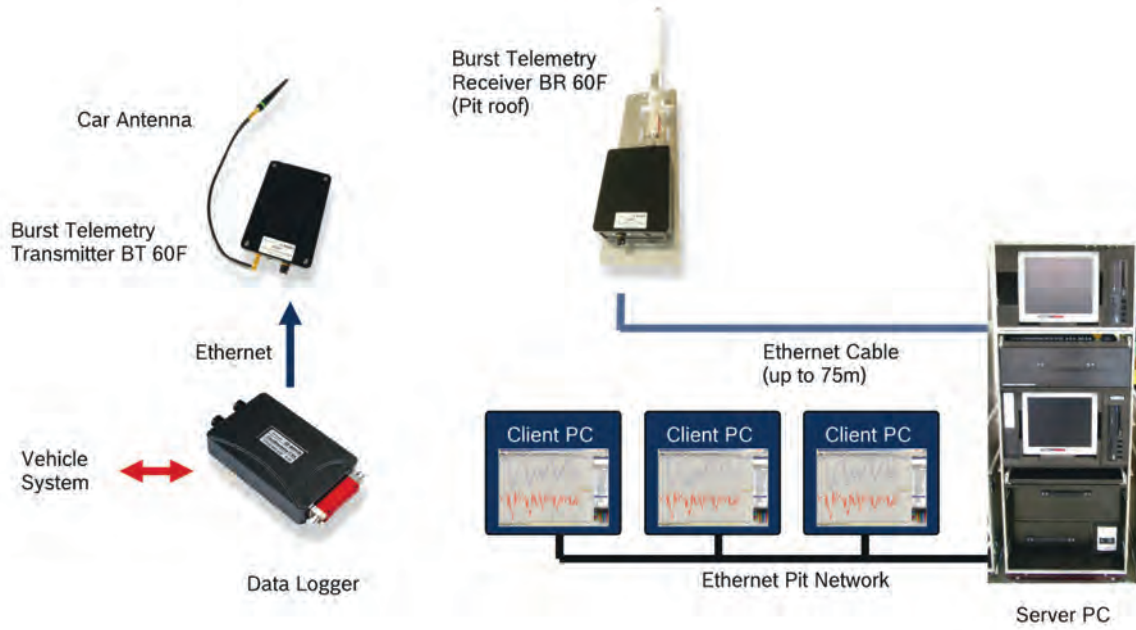 Burst Telemetry
Receiver BR 60F
(Pit roof)
Car Antenna
Burst Telemetry
Transmitter BT 60F
Ethernet
Ethernet Cable
(up to 75m)
Client PC
Client PC
Client PC
Vehicle
System
Data Logger
Ethernet Pit Network
Server PC